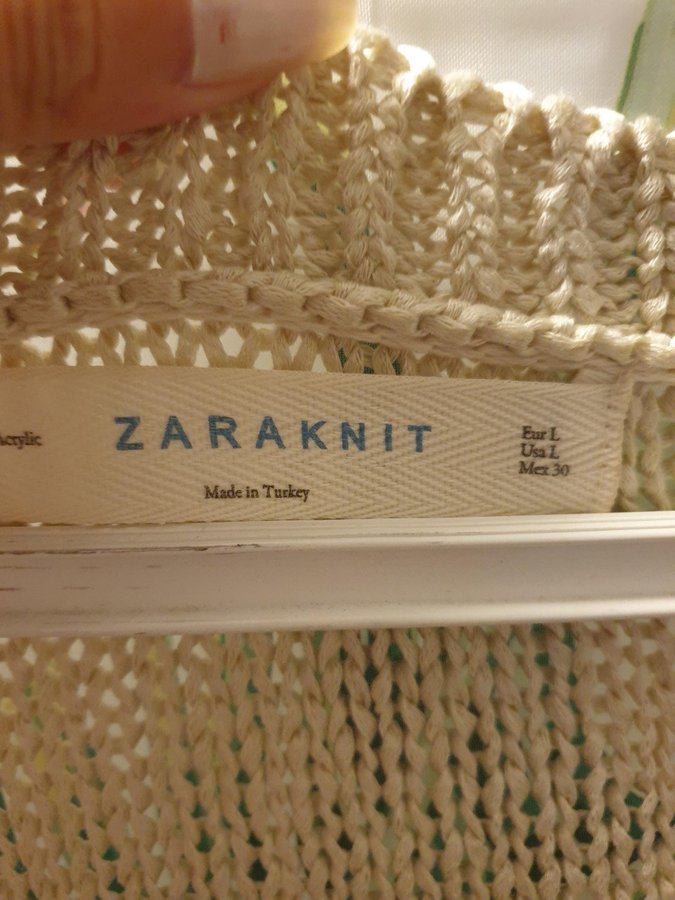 Acrylic
ZARAKNIT
Made in Turkey
Eur L
Usa L
Mex 30